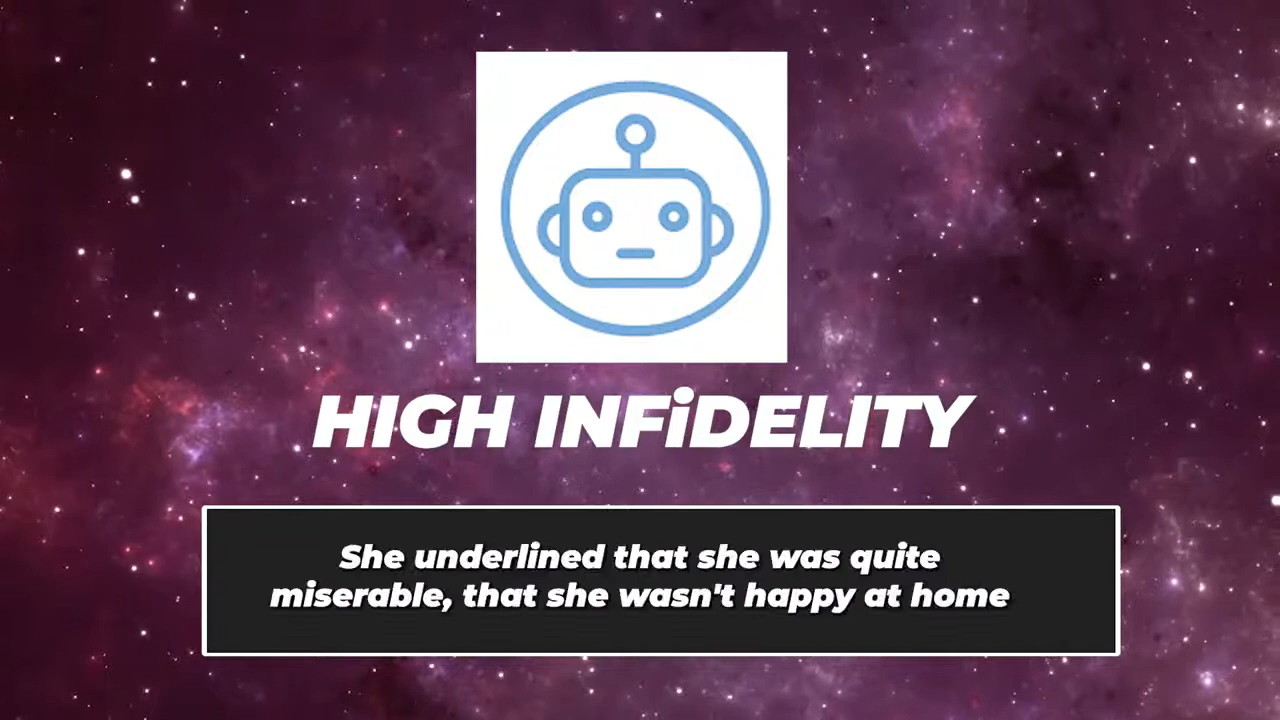 HIGH INFiDELITY
She underlined that she was quite
miserable, that she wasn't happy at home